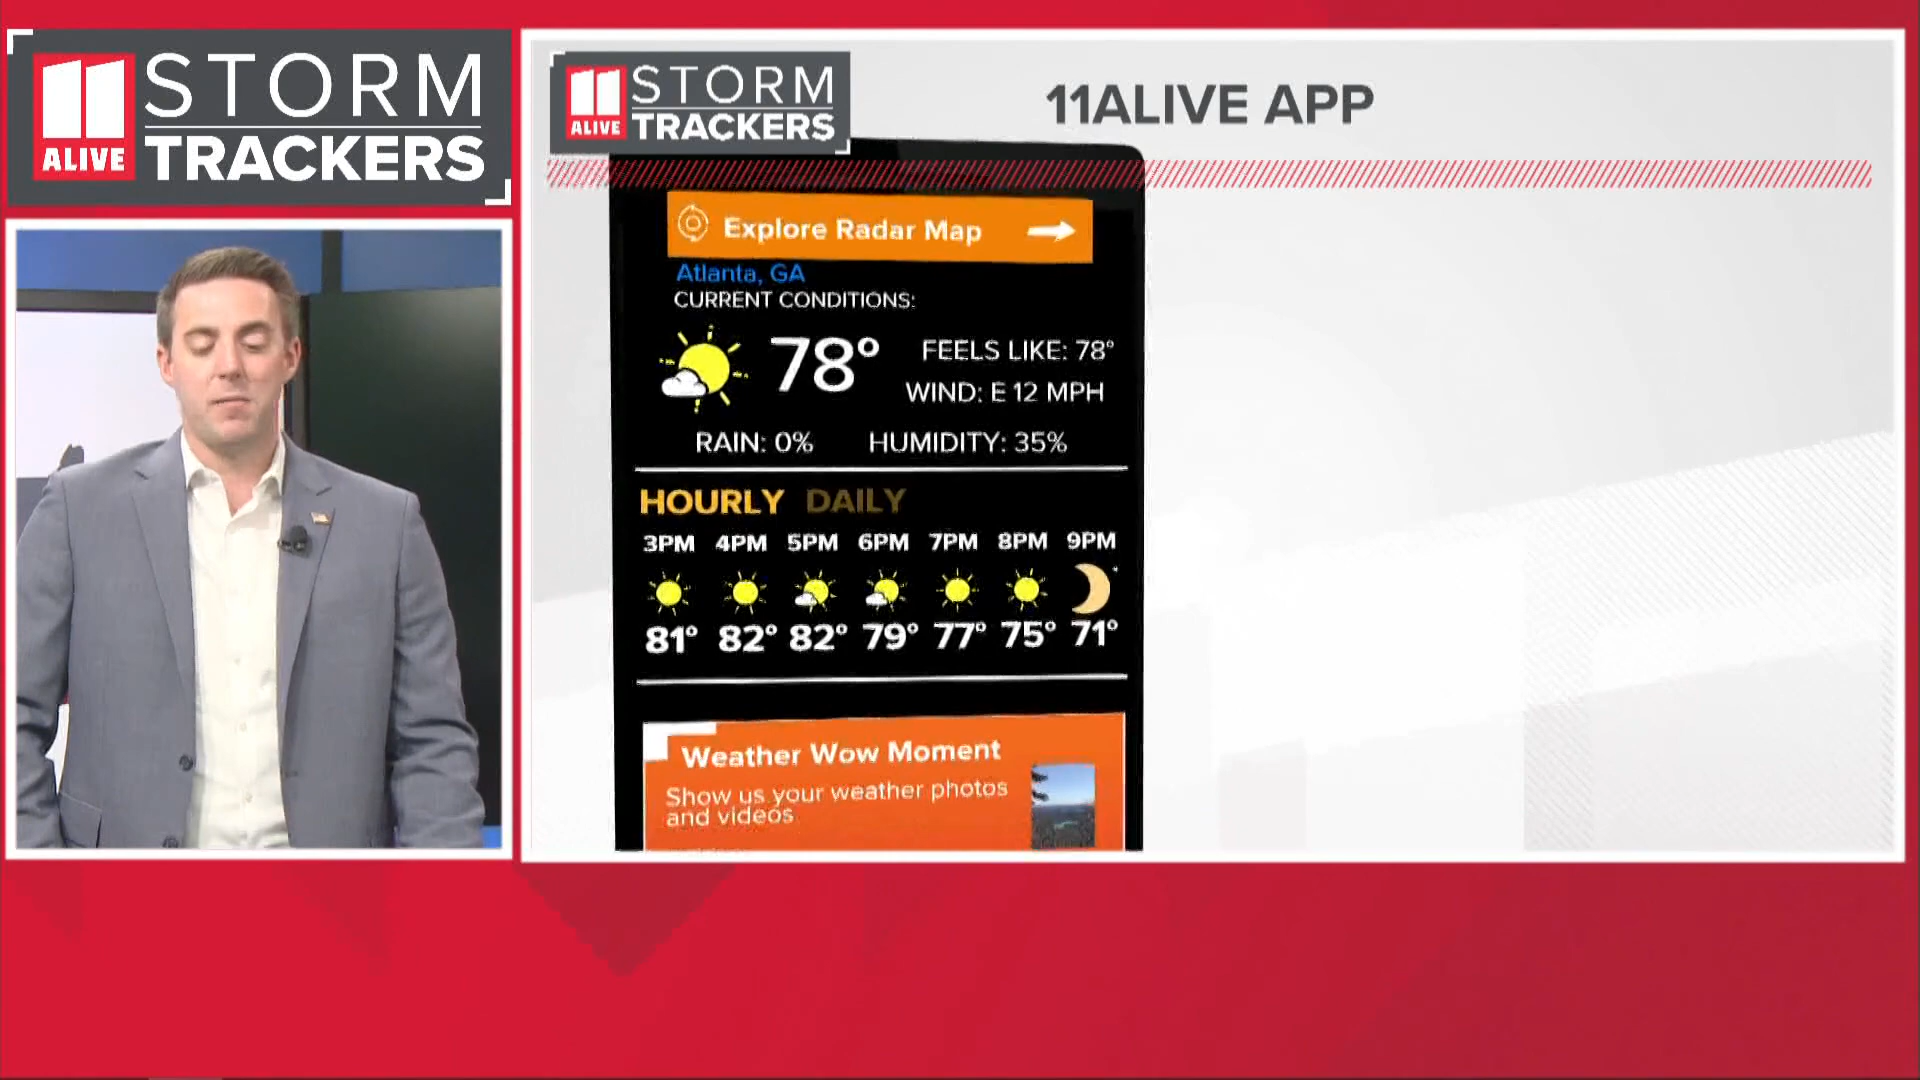 STORM
TRACKERS
ALIVE
STORM
TRACKERS
ALIVE
11ALIVE APP
Explore Radar Map
Atlanta, GA
CURRENT CONDITIONS:
78°
FEELS LIKE: 78°
WIND: E 12 MPH
RAIN: 0% HUMIDITY: 35%
HOURLY DAILY
3PM 4PM 5PM 6PM 7PM 8PM 9PM
81° 82° 82° 79° 77° 75° 71°
Weather Wow Moment
Show us your weather photos
and videos